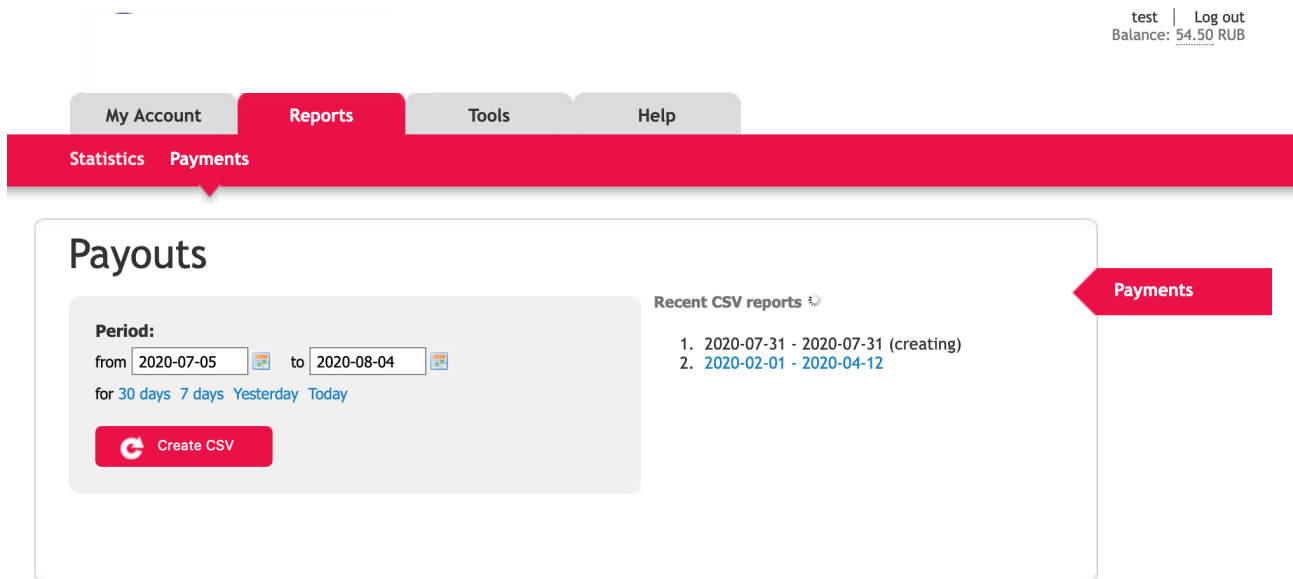 test | Log out
Balance: 54.50 RUB
My Account Reports Tools Help
Statistics Payments
Payouts
Payments
Period:
from 2020-07-05 to 2020-08-04
for 30 days 7 days Yesterday Today
Create CSV
Recent CSV reports
1. 2020-07-31 - 2020-07-31 (creating)
2. 2020-02-01 - 2020-04-12